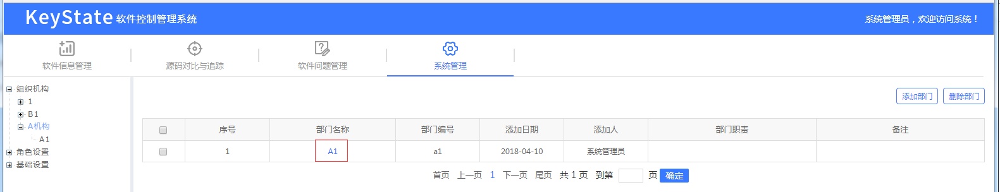 KeyState 软件控制管理系统
系统管理员，欢迎访问系统！
软件信息管理
源码对比与追踪
软件问题管理
系统管理
组织机构
1
B1
A机构
A1
角色设置
基础设置
添加部门 删除部门
序号 部门名称 部门编号 添加日期 添加人 部门职责 备注
1 A1 a1 2018-04-10 系统管理员
首页 上一页 1 下一页 尾页 共 1 页 到第 页 确定